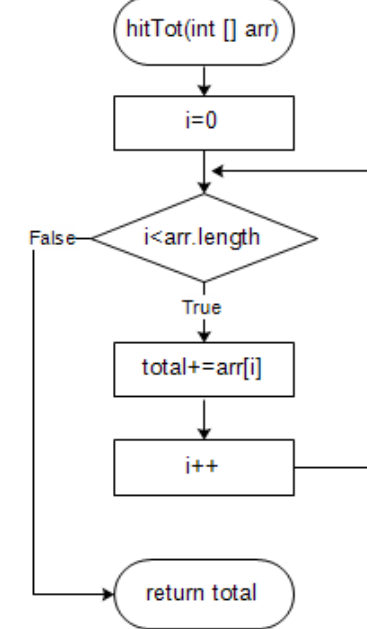 hitTot(int [] arr)
i=0
i<arr.length
False
True
total+=arr[i]
i++
return total